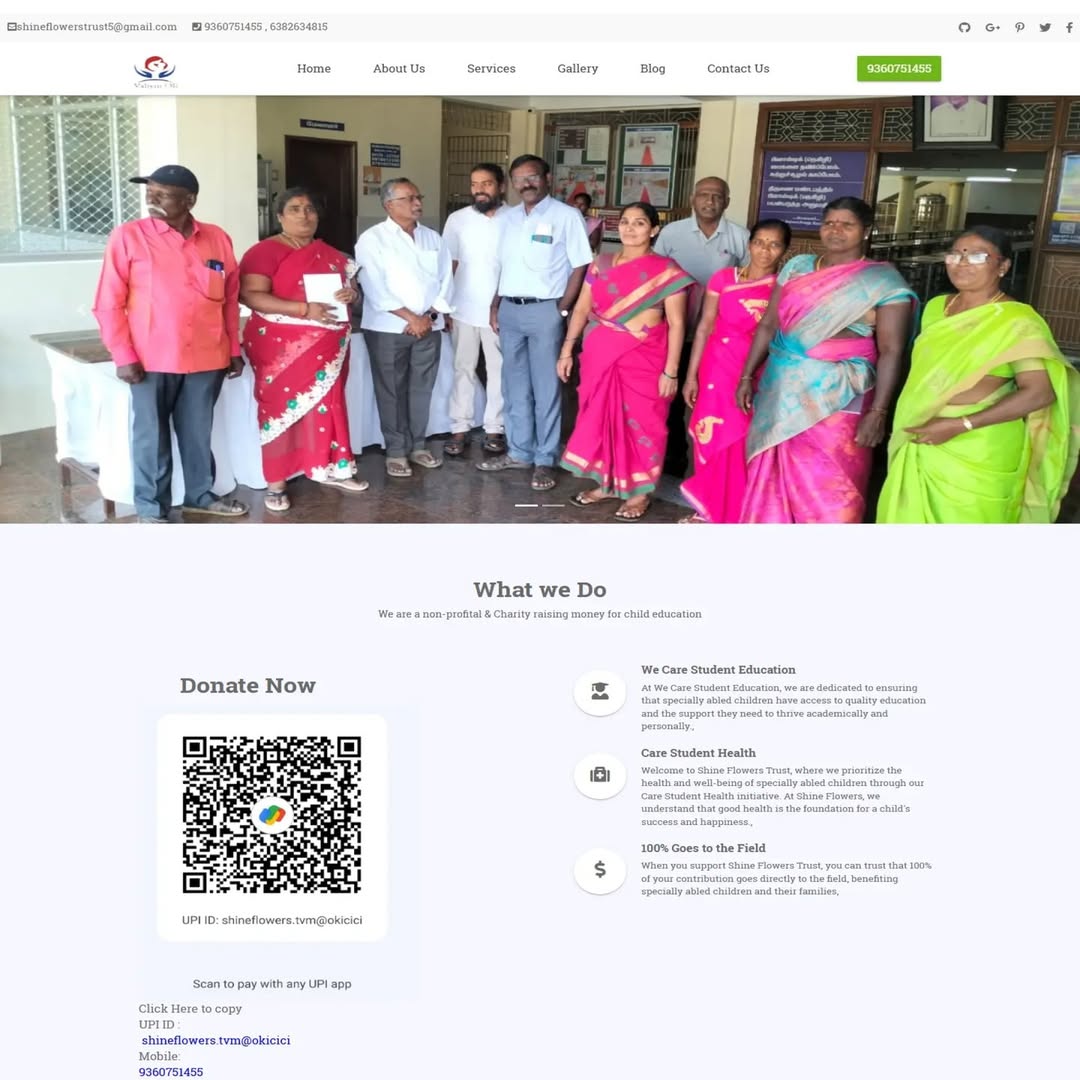 shineflowerstrust5@gmail.com 9360751455 , 6382634815
Home About Us Services Gallery Blog Contact Us 9360751455
What we Do
We are a non-profital & Charity raising money for child education
Donate Now
UPI ID: shineflowers.tvm@okicici
Scan to pay with any UPI app
Click Here to copy
UPI ID :
shineflowers.tvm@okicici
Mobile:
9360751455
We Care Student Education
At We Care Student Education, we are dedicated to ensuring
that specially abled children have access to quality education
and the support they need to thrive academically and
personally.,
Care Student Health
Welcome to Shine Flowers Trust, where we prioritize the
health and well-being of specially abled children through our
Care Student Health initiative. At Shine Flowers, we
understand that good health is the foundation for a child's
success and happiness.,
100% Goes to the Field
When you support Shine Flowers Trust, you can trust that 100%
of your contribution goes directly to the field, benefiting
specially abled children and their families,